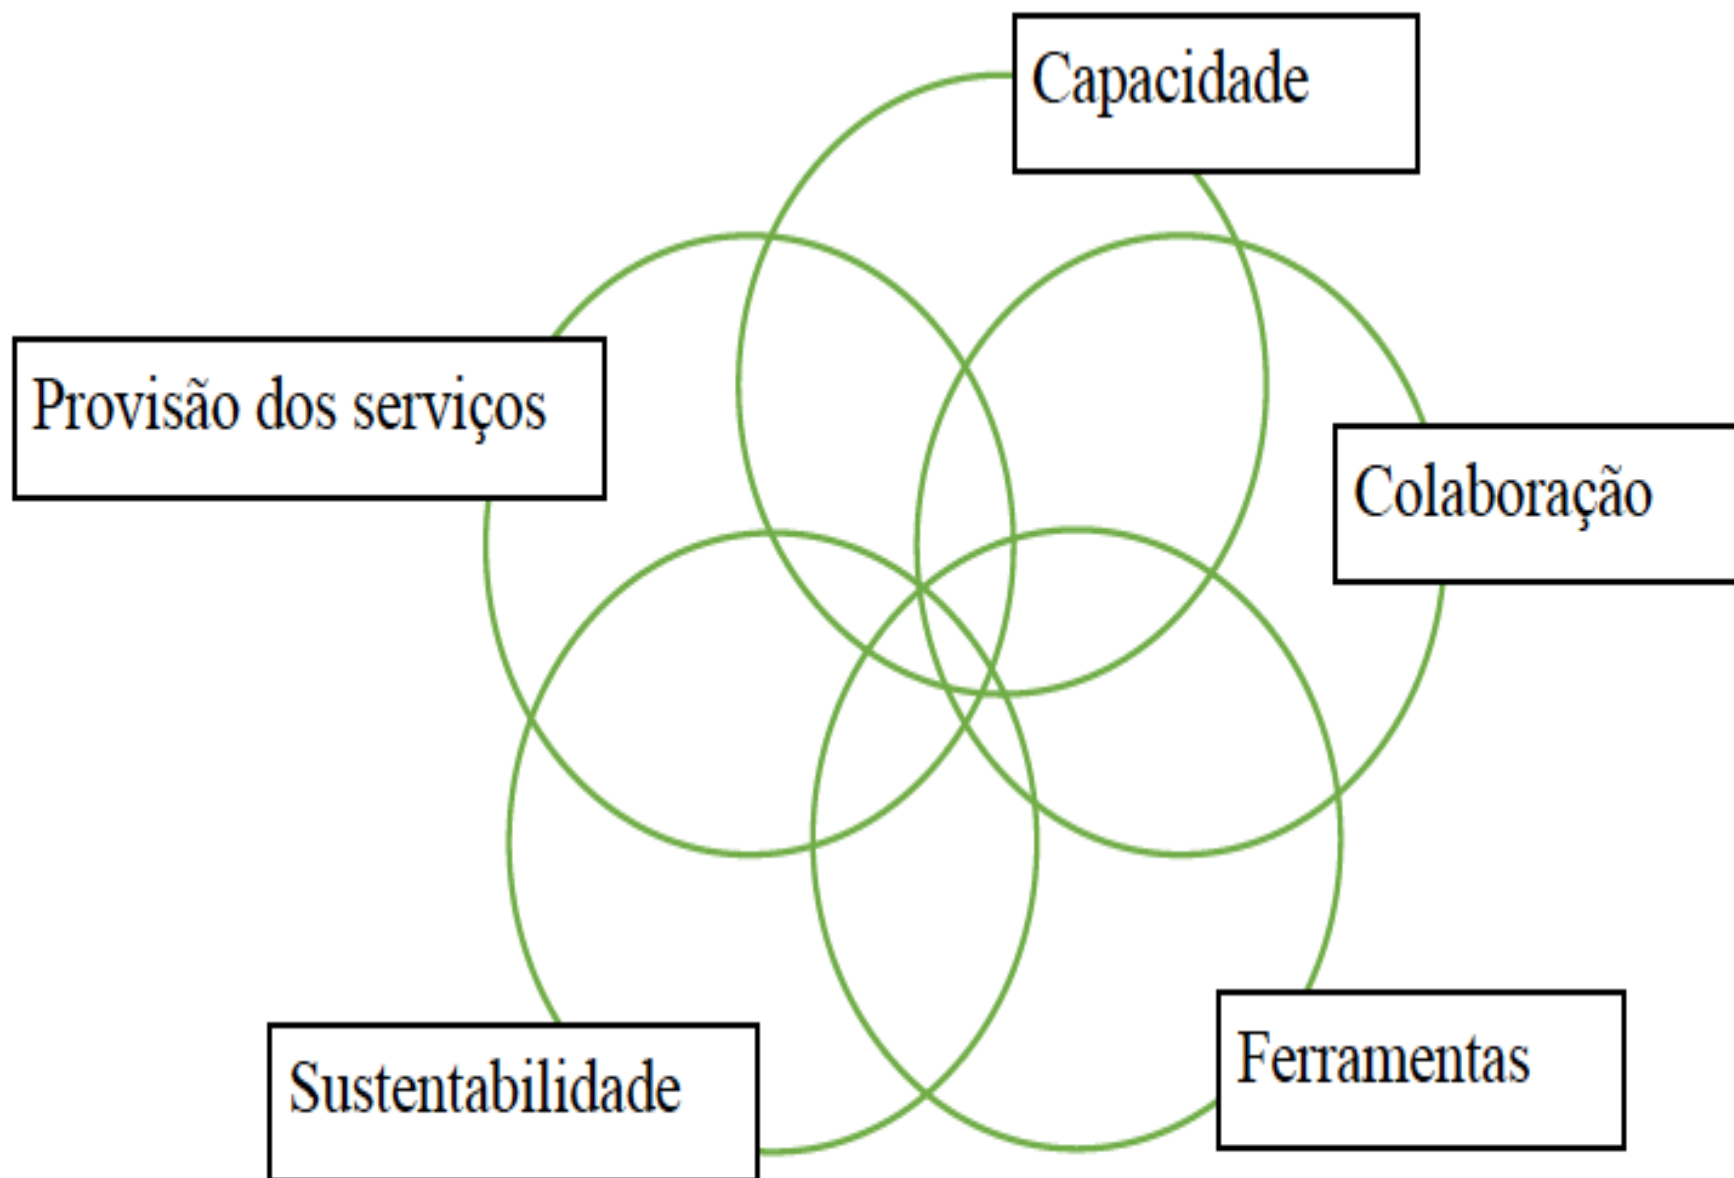 Capacidade
Provisão dos serviços
Colaboração
Ferramentas
Sustentabilidade